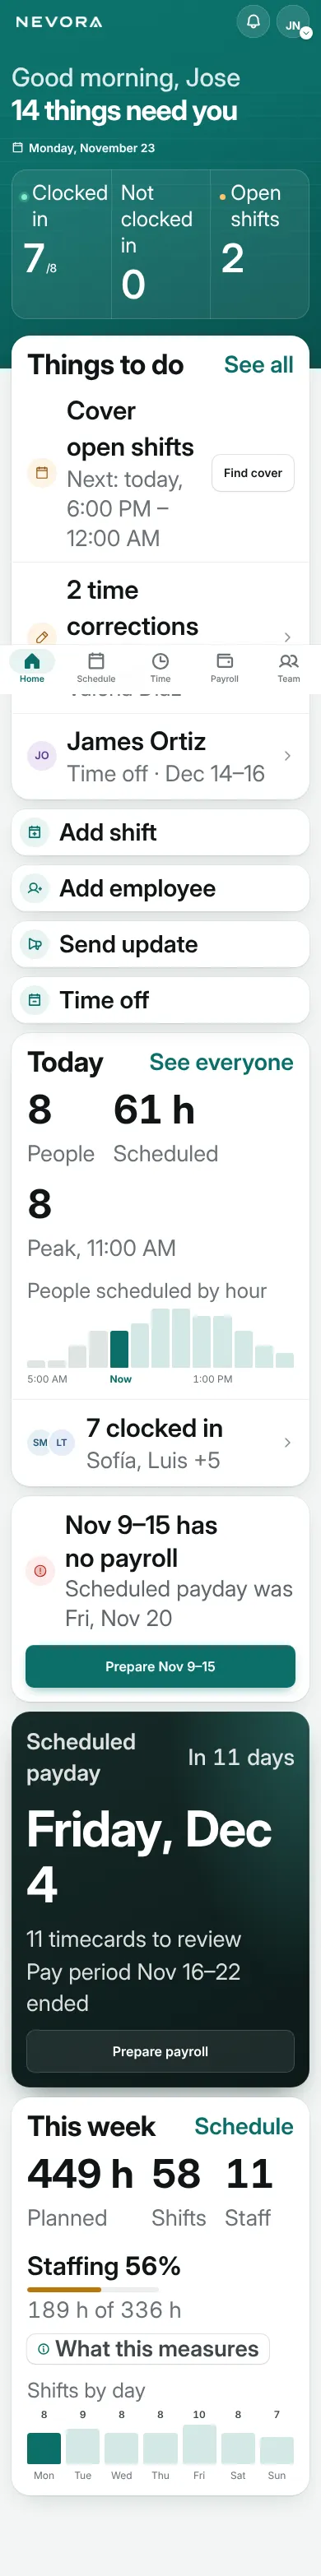 NEVORA
JN
Good morning, Jose
14 things need you
Monday, November 23
Clocked in
7 /8
Not clocked in
0
Open shifts
2
Things to do
See all
Cover open shifts
Next: today, 6:00 PM – 12:00 AM
Find cover
2 time corrections
Home
Schedule
Time
Payroll
Team
JO
James Ortiz
Time off · Dec 14–16
Add shift
Add employee
Send update
Time off
Today
See everyone
8
People
61 h
Scheduled
8
Peak, 11:00 AM
People scheduled by hour
5:00 AM
Now
1:00 PM
SM
LT
7 clocked in
Sofía, Luis +5
Nov 9–15 has no payroll
Scheduled payday was Fri, Nov 20
Prepare Nov 9–15
Scheduled payday
In 11 days
Friday, Dec 4
11 timecards to review
Pay period Nov 16–22 ended
Prepare payroll
This week
Schedule
449 h
Planned
58
Shifts
11
Staff
Staffing 56%
189 h of 336 h
What this measures
Shifts by day
8 9 8 8 10 8 7
Mon Tue Wed Thu Fri Sat Sun